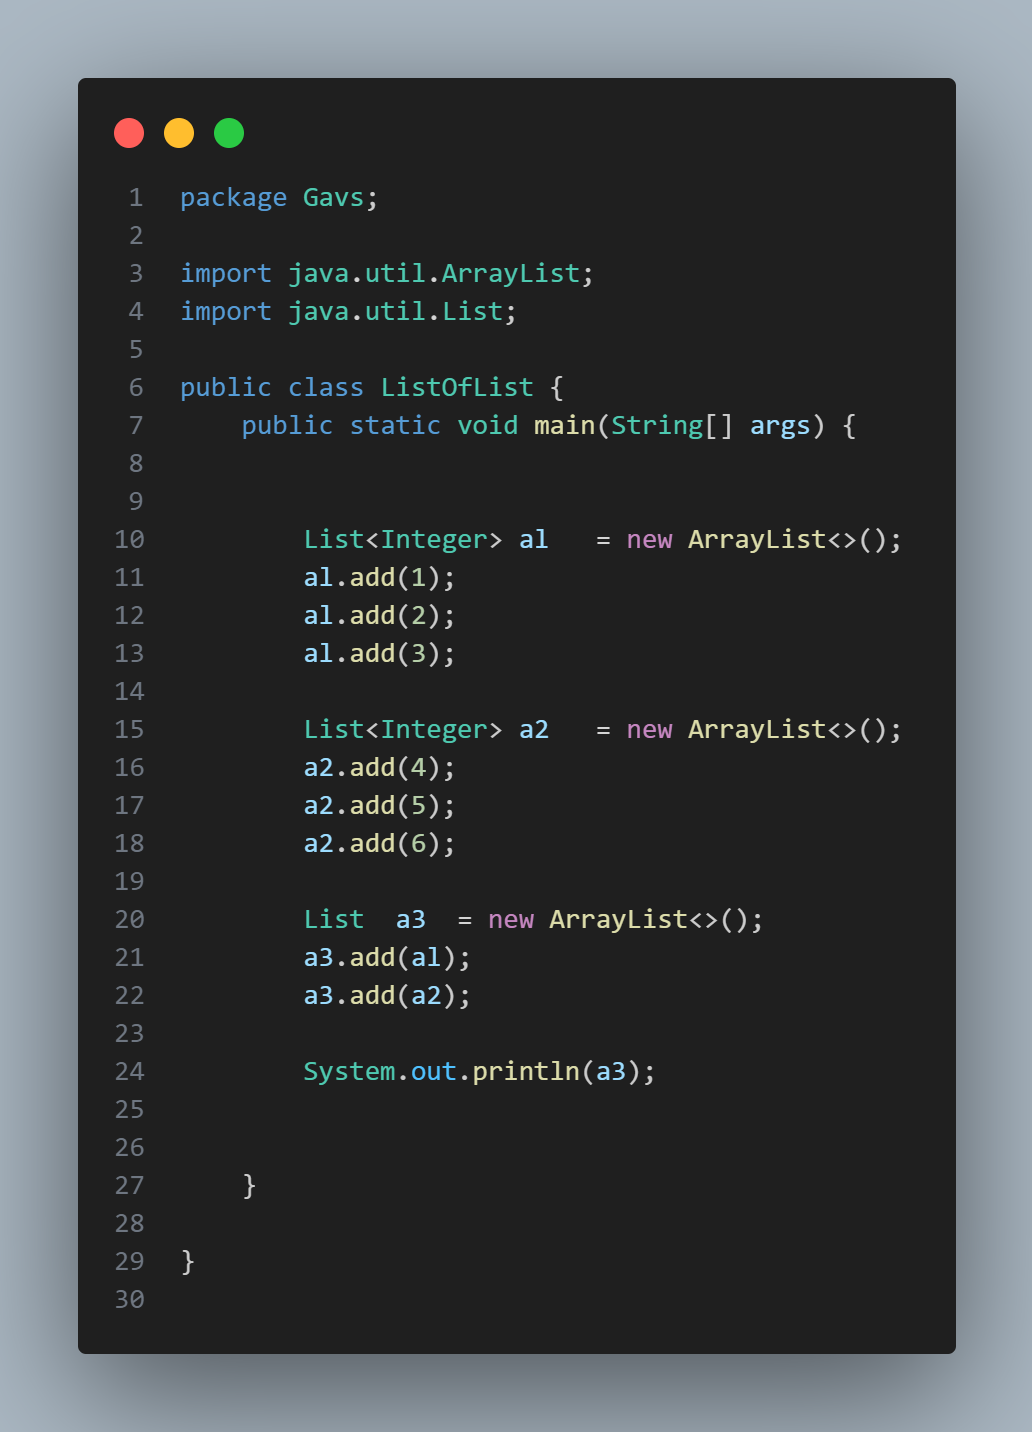 1 package Gavs;
2
3 import java.util.ArrayList;
4 import java.util.List;
5
6 public class ListOfList {
7     public static void main(String[] args) {
8
9
10         List<Integer> al   = new ArrayList<>();
11         al.add(1);
12         al.add(2);
13         al.add(3);
14
15         List<Integer> a2   = new ArrayList<>();
16         a2.add(4);
17         a2.add(5);
18         a2.add(6);
19
20         List  a3  = new ArrayList<>();
21         a3.add(al);
22         a3.add(a2);
23
24         System.out.println(a3);
25
26
27     }
28
29 }
30